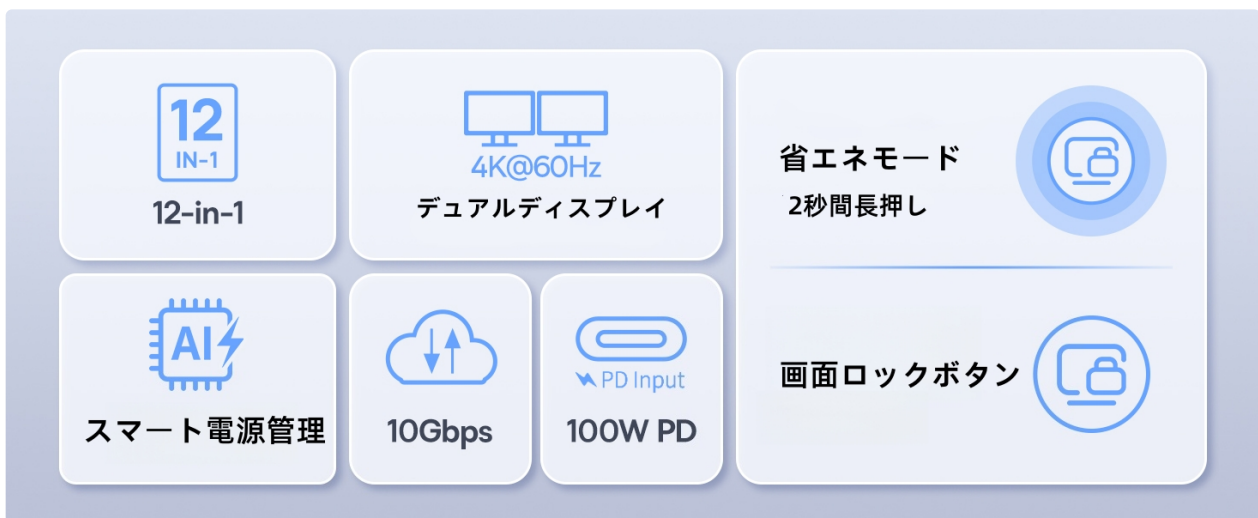 12
IN-1
12-in-1
4K@60Hz
デュアルディスプレイ
省エネモード
2秒間長押し
AI
スマート電源管理
10Gbps
PD Input
100W PD
画面ロックボタン